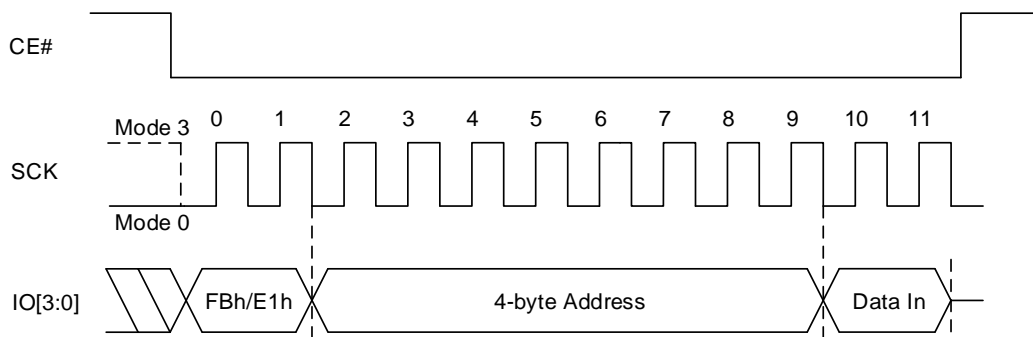 CE#
0 1 2 3 4 5 6 7 8 9 10 11
Mode 3
SCK
Mode 0
IO[3:0]
FBh/E1h
4-byte Address
Data In